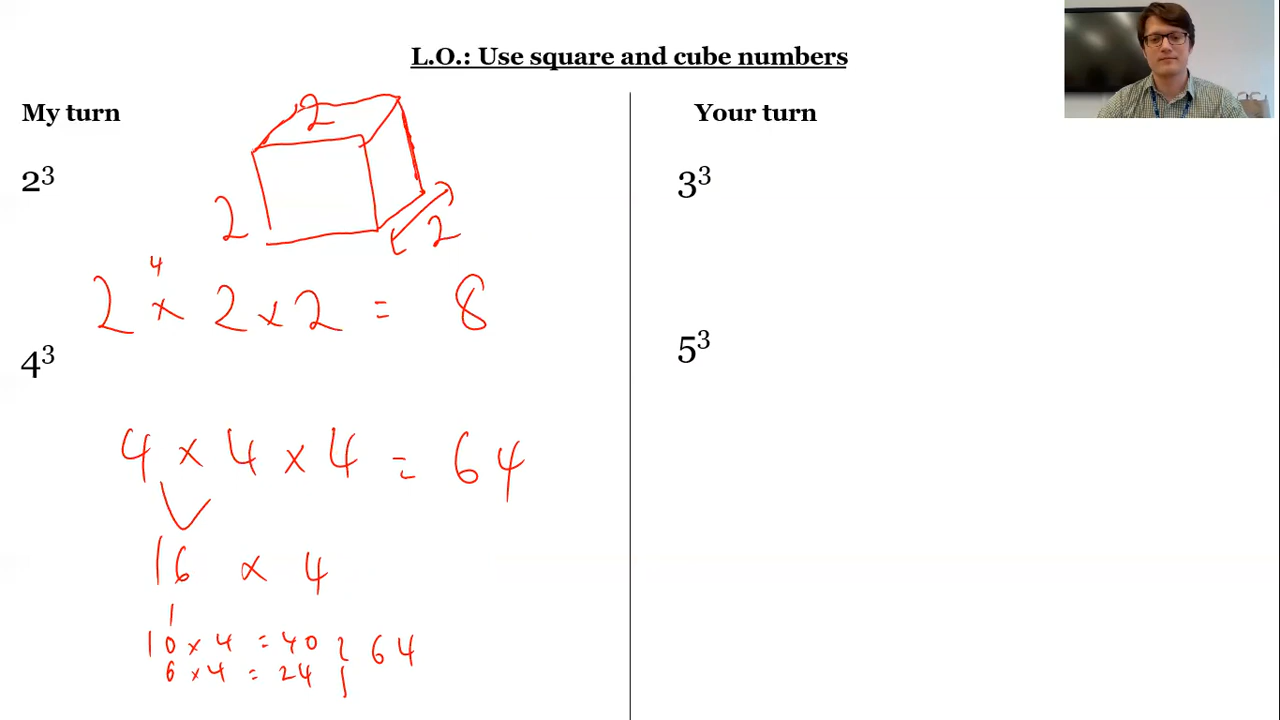 L.O.: Use square and cube numbers
My turn
2³
2
2
2
4
2 × 2 × 2 = 8
4³
4 × 4 × 4 = 64
16 × 4
10 × 4 = 40
6 × 4 = 24
64
Your turn
3³
5³